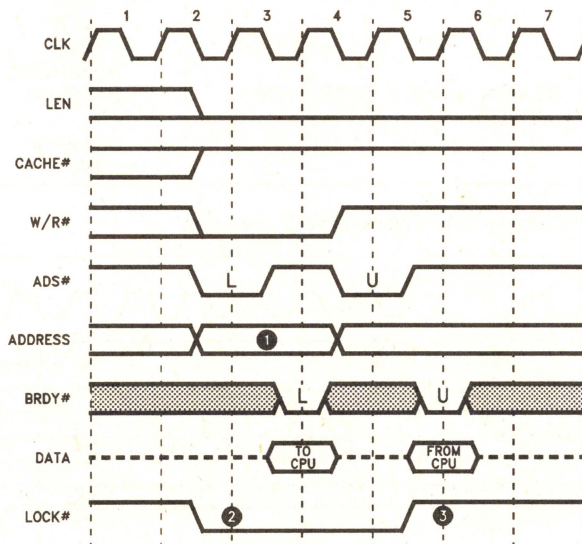 1 2 3 4 5 6 7
CLK
LEN
CACHE#
W/R#
ADS# L U
ADDRESS 1
BRDY# L U
DATA TO CPU FROM CPU
LOCK# 2 3